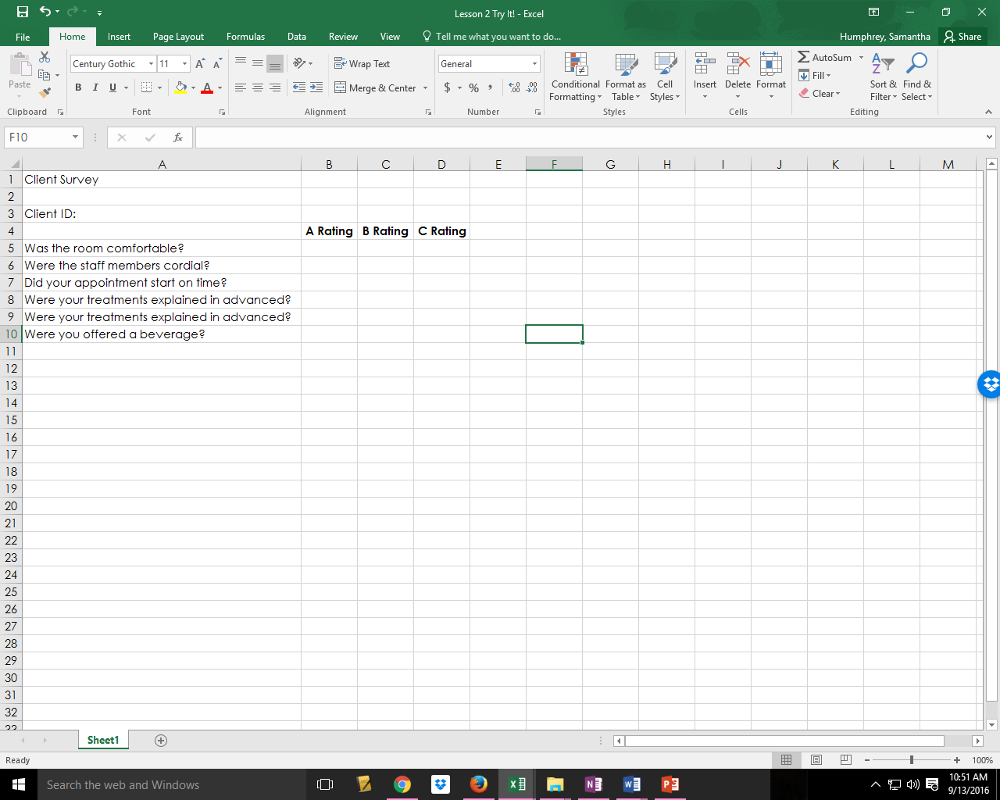 Lesson 2 Try It! - Excel
File Home Insert Page Layout Formulas Data Review View Tell me what you want to do... Humphrey, Samantha Share
Paste Century Gothic 11 Wrap Text General Conditional Formatting Format as Table Cell Styles Insert Delete Format AutoSum Fill Clear Sort & Filter Find & Select
B I U Merge & Center $ % ,
Clipboard Font Alignment Number Styles Cells Editing
F10 fx
A B C D E F G H I J K L M
1 Client Survey
2
3 Client ID:
4 A Rating B Rating C Rating
5 Was the room comfortable?
6 Were the staff members cordial?
7 Did your appointment start on time?
8 Were your treatments explained in advanced?
9 Were your treatments explained in advanced?
10 Were you offered a beverage?
11
12
13
14
15
16
17
18
19
20
21
22
23
24
25
26
27
28
29
30
31
32
33
Sheet1
Ready 100%
Search the web and Windows 10:51 AM
9/13/2016